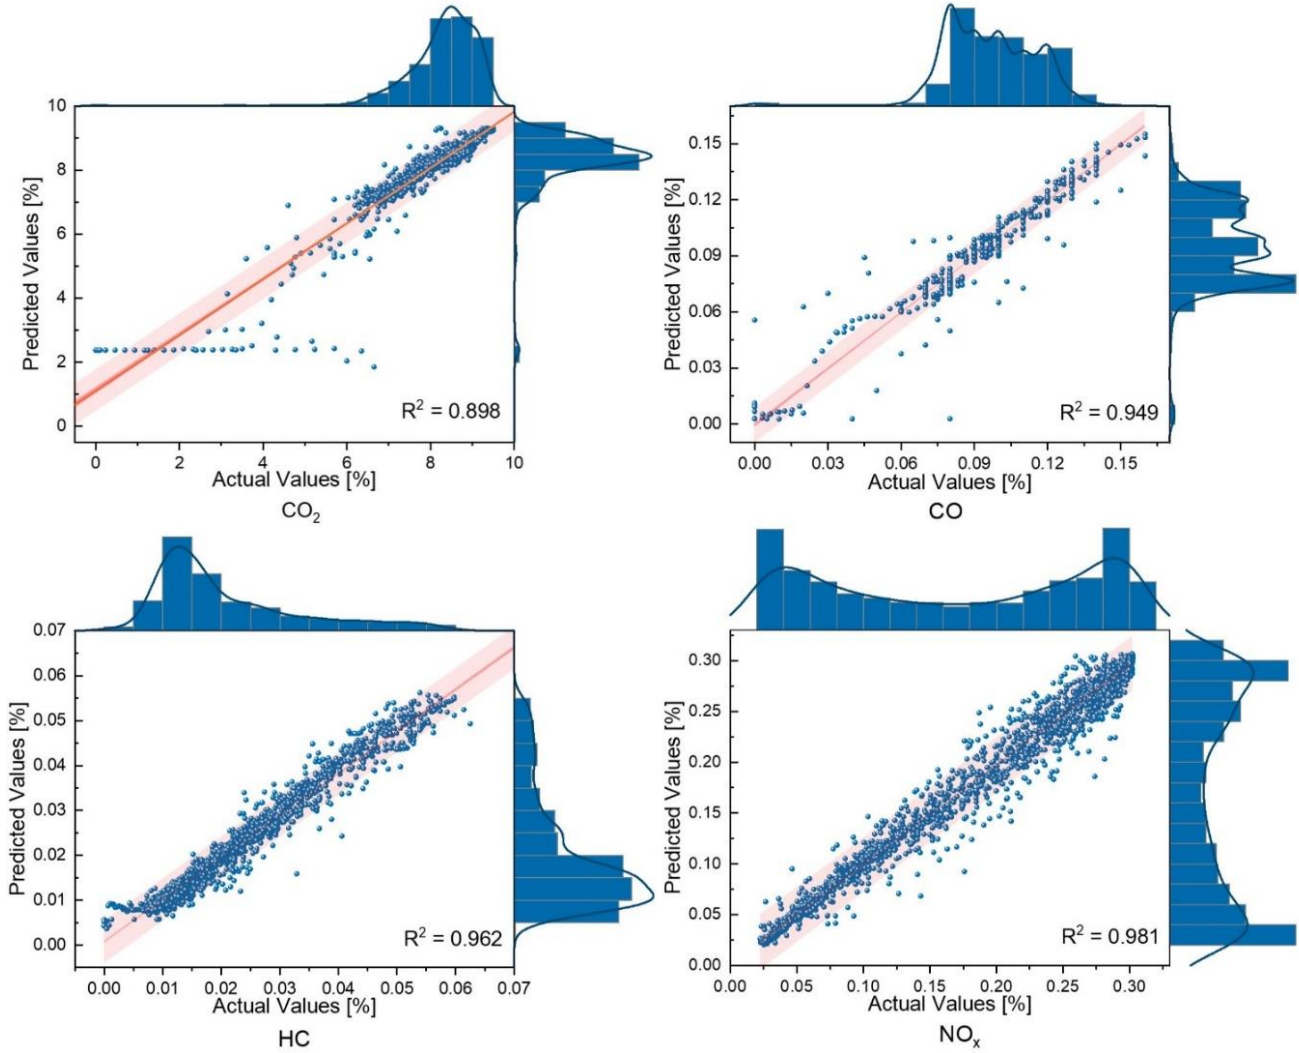 10
8
6
4
2
0
Predicted Values [%]
R² = 0.898
0 2 4 6 8 10
Actual Values [%]
CO₂
0.15
0.12
0.09
0.06
0.03
0.00
Predicted Values [%]
R² = 0.949
0.00 0.03 0.06 0.09 0.12 0.15
Actual Values [%]
CO
0.07
0.06
0.05
0.04
0.03
0.02
0.01
0.00
Predicted Values [%]
R² = 0.962
0.00 0.01 0.02 0.03 0.04 0.05 0.06 0.07
Actual Values [%]
HC
0.30
0.25
0.20
0.15
0.10
0.05
0.00
Predicted Values [%]
R² = 0.981
0.00 0.05 0.10 0.15 0.20 0.25 0.30
Actual Values [%]
NOₓ